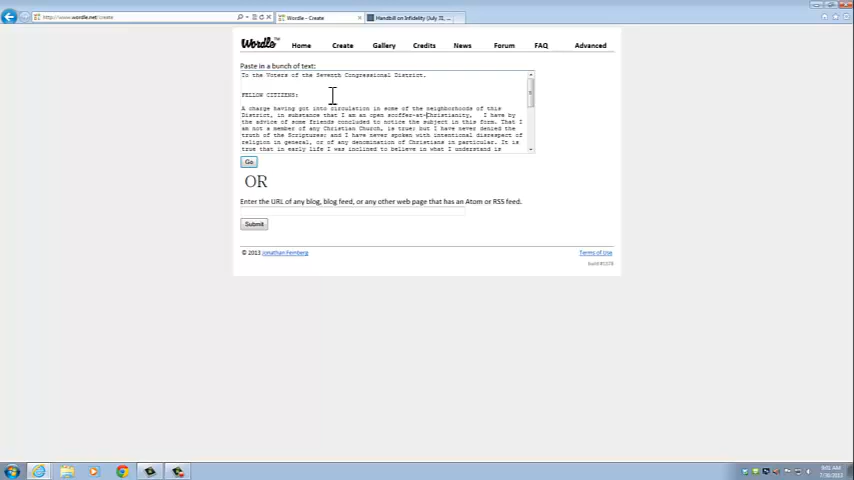 http://www.wordle.net/create
Wordle - Create
Handbill on Infidelity (July 31, ...
Wordle
Home
Create
Gallery
Credits
News
Forum
FAQ
Advanced
Paste in a bunch of text:
To the Voters of the Seventh Congressional District.
FELLOW CITIZENS:
A charge having got into circulation in some of the neighborhoods of this
District, in substance that I am an open scoffer-at-Christianity, I have by
the advice of some friends concluded to notice the subject in this form. That I
am not a member of any Christian Church, is true; but I have never denied the
truth of the Scriptures; and I have never spoken with intentional disrespect of
religion in general, or of any denomination of Christians in particular. It is
true that in early life I was inclined to believe in what I understand is
Go
OR
Enter the URL of any blog, blog feed, or any other web page that has an Atom or RSS feed.
Submit
© 2013 Jonathan Feinberg
Terms of Use
8:01 AM